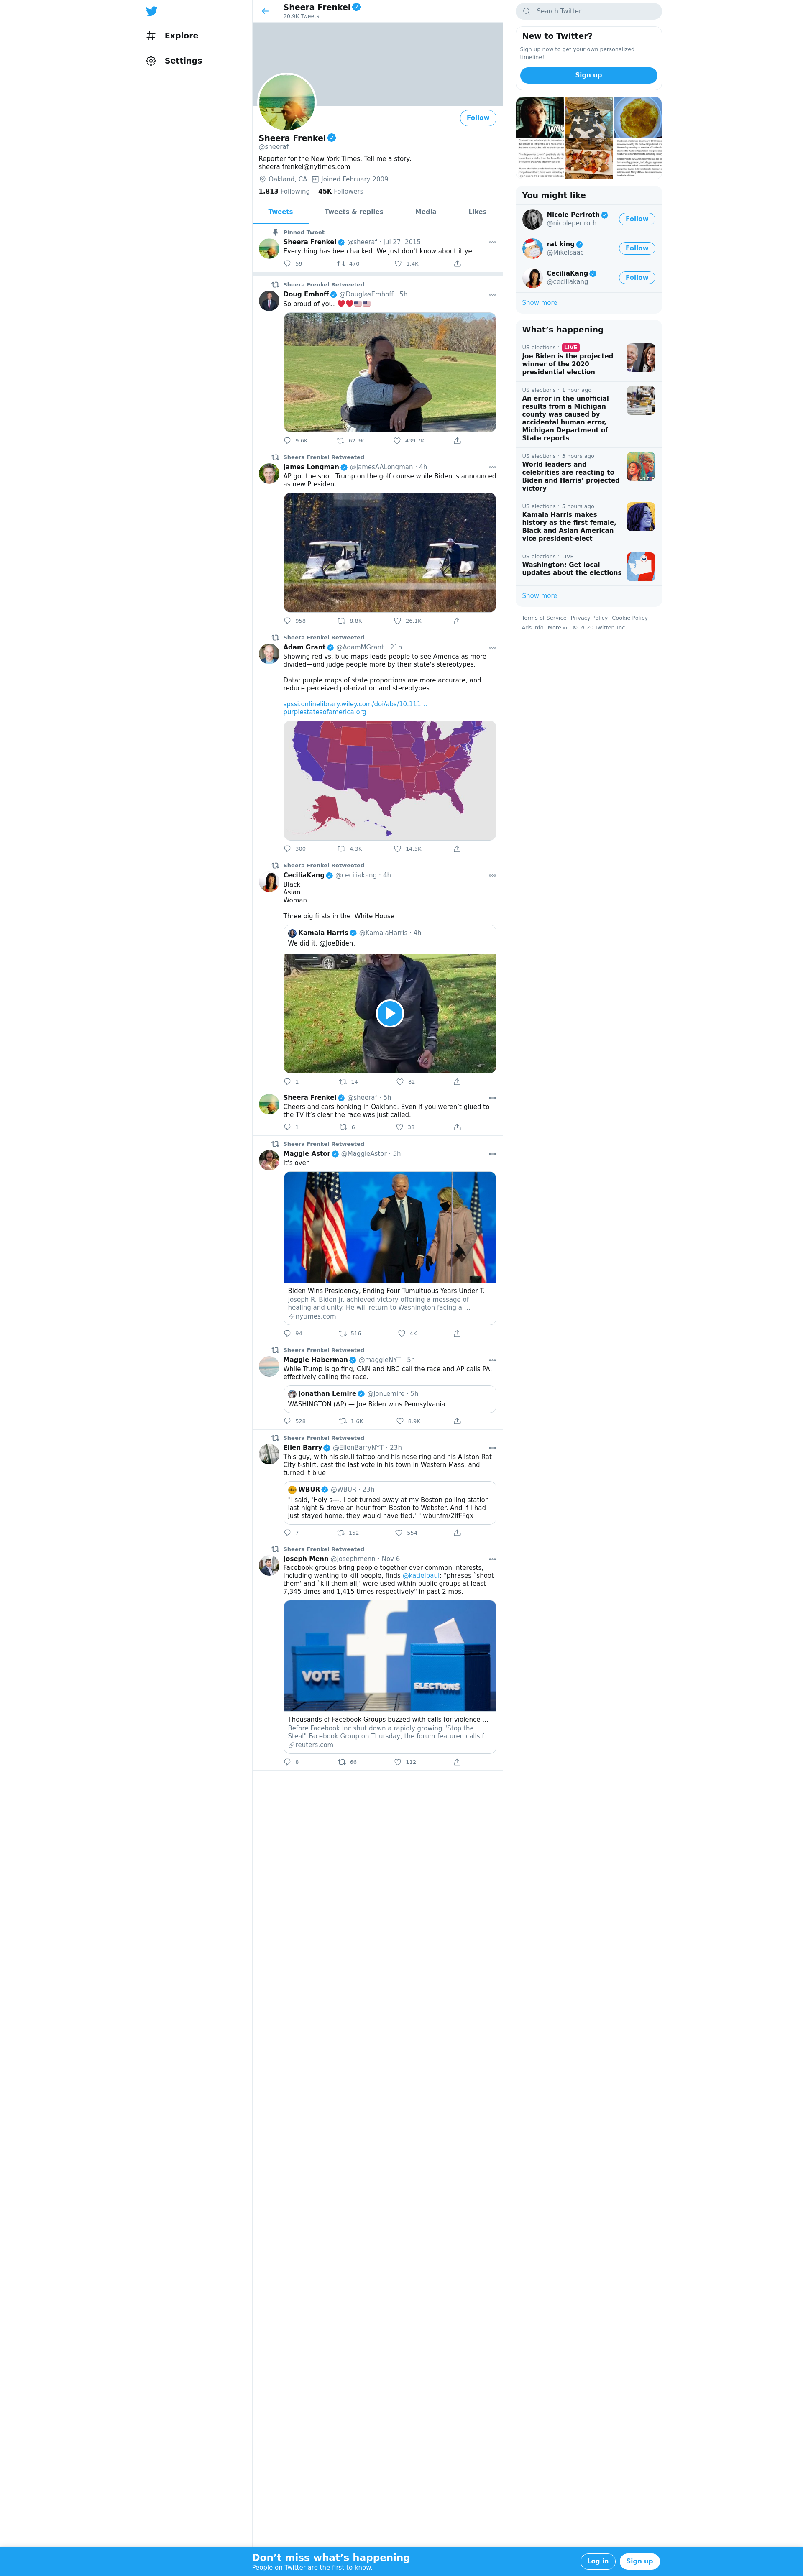 Explore
Settings
Sheera Frenkel
20.9K Tweets
Follow
Sheera Frenkel
@sheeraf
Reporter for the New York Times. Tell me a story:
sheera.frenkel@nytimes.com
Oakland, CA Joined February 2009
1,813 Following 45K Followers
Tweets Tweets & replies Media Likes
Pinned Tweet
Sheera Frenkel @sheeraf · Jul 27, 2015
Everything has been hacked. We just don't know about it yet.
59 470 1.4K
Sheera Frenkel Retweeted
Doug Emhoff @DouglasEmhoff · 5h
So proud of you. ❤️❤️🇺🇸🇺🇸
9.6K 62.9K 439.7K
Sheera Frenkel Retweeted
James Longman @JamesAALongman · 4h
AP got the shot. Trump on the golf course while Biden is announced
as new President
958 8.8K 26.1K
Sheera Frenkel Retweeted
Adam Grant @AdamMGrant · 21h
Showing red vs. blue maps leads people to see America as more
divided—and judge people more by their state's stereotypes.
Data: purple maps of state proportions are more accurate, and
reduce perceived polarization and stereotypes.
spssi.onlinelibrary.wiley.com/doi/abs/10.111…
purplestatesofamerica.org
300 4.3K 14.5K
Sheera Frenkel Retweeted
CeciliaKang @ceciliakang · 4h
Black
Asian
Woman
Three big firsts in the White House
Kamala Harris @KamalaHarris · 4h
We did it, @JoeBiden.
1 14 82
Sheera Frenkel @sheeraf · 5h
Cheers and cars honking in Oakland. Even if you weren’t glued to
the TV it’s clear the race was just called.
1 6 38
Sheera Frenkel Retweeted
Maggie Astor @MaggieAstor · 5h
It's over
Biden Wins Presidency, Ending Four Tumultuous Years Under T...
Joseph R. Biden Jr. achieved victory offering a message of
healing and unity. He will return to Washington facing a ...
nytimes.com
94 516 4K
Sheera Frenkel Retweeted
Maggie Haberman @maggieNYT · 5h
While Trump is golfing, CNN and NBC call the race and AP calls PA,
effectively calling the race.
Jonathan Lemire @JonLemire · 5h
WASHINGTON (AP) — Joe Biden wins Pennsylvania.
528 1.6K 8.9K
Sheera Frenkel Retweeted
Ellen Barry @EllenBarryNYT · 23h
This guy, with his skull tattoo and his nose ring and his Allston Rat
City t-shirt, cast the last vote in his town in Western Mass, and
turned it blue
WBUR @WBUR · 23h
"I said, 'Holy s---. I got turned away at my Boston polling station
last night & drove an hour from Boston to Webster. And if I had
just stayed home, they would have tied.' " wbur.fm/2IfFFqx
7 152 554
Sheera Frenkel Retweeted
Joseph Menn @josephmenn · Nov 6
Facebook groups bring people together over common interests,
including wanting to kill people, finds @katielpaul: "phrases `shoot
them’ and `kill them all,’ were used within public groups at least
7,345 times and 1,415 times respectively" in past 2 mos.
VOTE
ELECTIONS
Thousands of Facebook Groups buzzed with calls for violence ...
Before Facebook Inc shut down a rapidly growing “Stop the
Steal” Facebook Group on Thursday, the forum featured calls f...
reuters.com
8 66 112
Search Twitter
New to Twitter?
Sign up now to get your own personalized
timeline!
Sign up
You might like
Nicole Perlroth
@nicoleperlroth
Follow
rat king
@MikeIsaac
Follow
CeciliaKang
@ceciliakang
Follow
Show more
What’s happening
US elections · LIVE
Joe Biden is the projected
winner of the 2020
presidential election
US elections · 1 hour ago
An error in the unofficial
results from a Michigan
county was caused by
accidental human error,
Michigan Department of
State reports
US elections · 3 hours ago
World leaders and
celebrities are reacting to
Biden and Harris’ projected
victory
US elections · 5 hours ago
Kamala Harris makes
history as the first female,
Black and Asian American
vice president-elect
US elections · LIVE
Washington: Get local
updates about the elections
Show more
Terms of Service Privacy Policy Cookie Policy
Ads info More © 2020 Twitter, Inc.
Don’t miss what’s happening
People on Twitter are the first to know.
Log in
Sign up